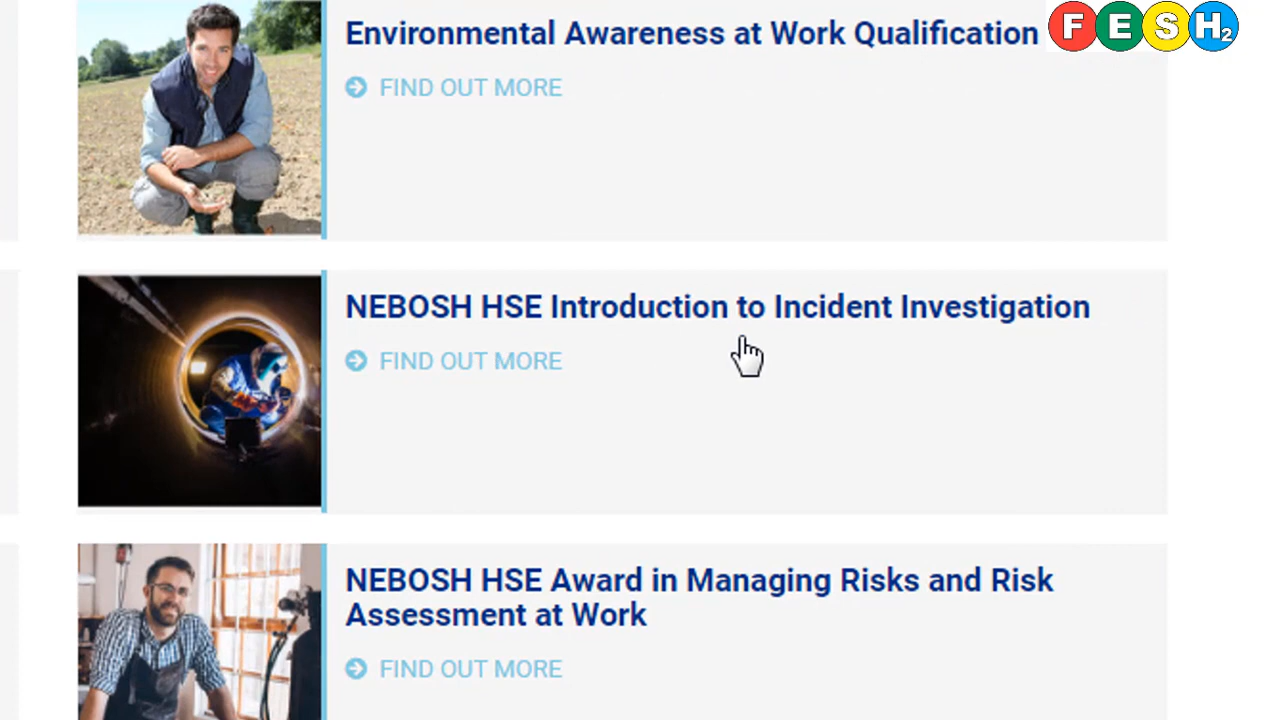 Environmental Awareness at Work Qualification
FESH2
FIND OUT MORE
NEBOSH HSE Introduction to Incident Investigation
FIND OUT MORE
NEBOSH HSE Award in Managing Risks and Risk
Assessment at Work
FIND OUT MORE